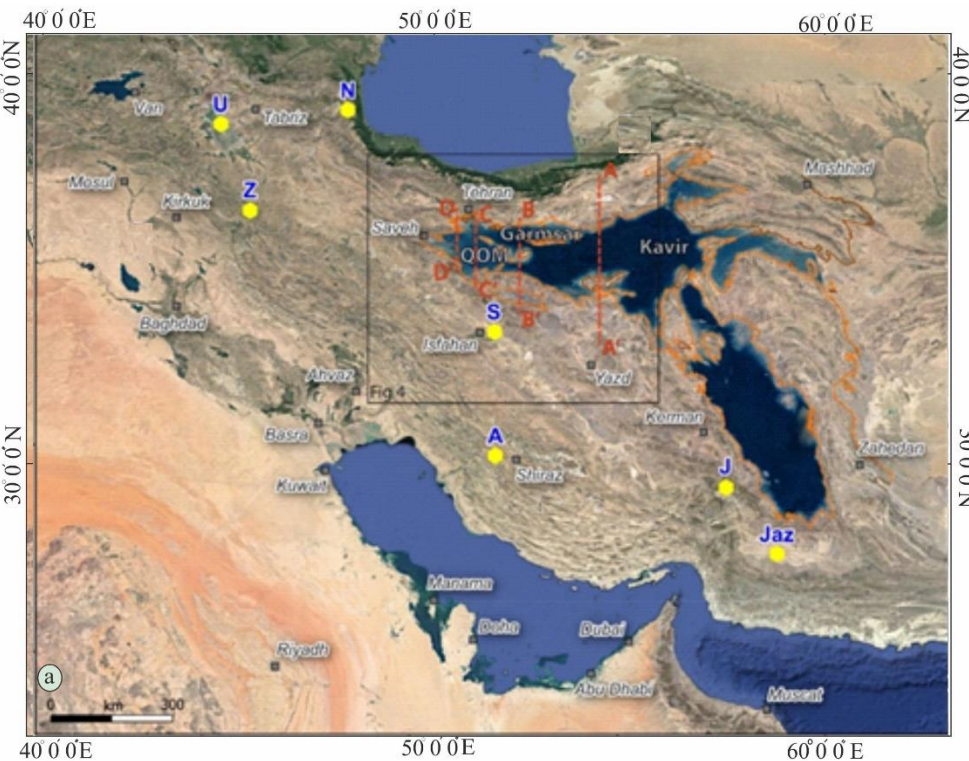 40°0'0"E
50°0'0"E
60°0'0"E
40°0'0"N
40°0'0"N
Van
U
Tabriz
N
Mosul
Kirkuk
Z
Mashhad
Tehran
A
D
C
B
Saveh
Garmsar
QOM
Kavir
D'
C'
B'
S
Isfahan
A'
Baghdad
Yazd
Ahvaz
Fig 4
Basra
Kerman
A
Shiraz
Zahedan
30°0'0"N
30°0'0"N
Kuwait
J
Jaz
Manama
Doha
Dubai
Riyadh
Abu Dhabi
Muscat
a
0 km 300
40°0'0"E
50°0'0"E
60°0'0"E